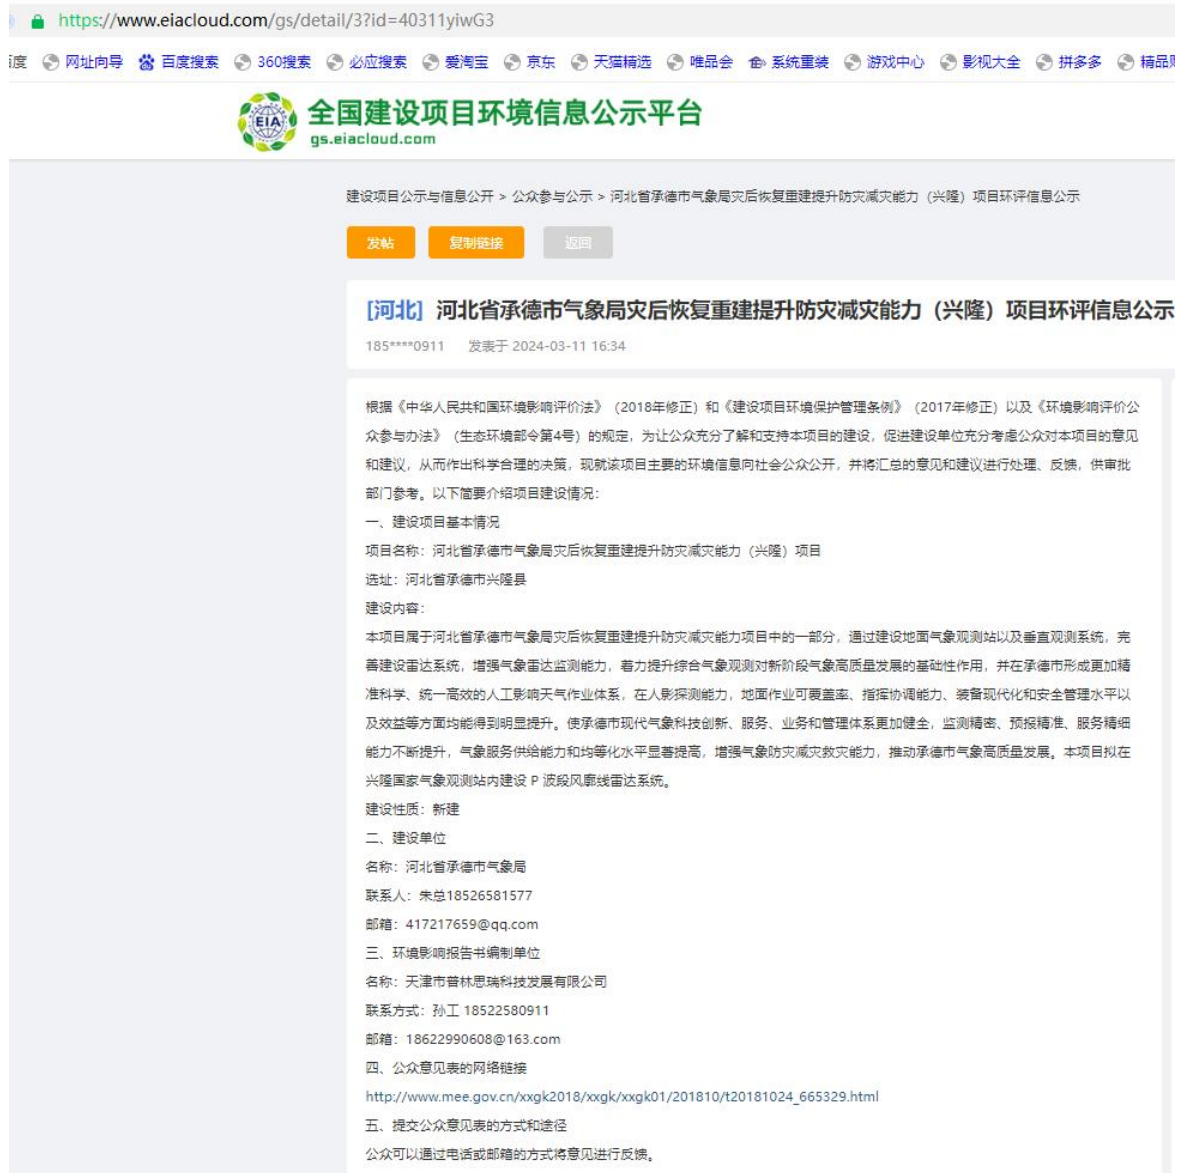 https://www.eiacloud.com/gs/detail/3?id=40311yiwG3
百度 网址向导 百度搜索 360搜索 必应搜索 爱淘宝 京东 天猫精选 唯品会 系统重装 游戏中心 影视大全 拼多多 精品
EIA
全国建设项目环境信息公示平台
gs.eiacloud.com
建设项目公示与信息公开 > 公众参与公示 > 河北省承德市气象局灾后恢复重建提升防灾减灾能力（兴隆）项目环评信息公示
发帖 复制链接 返回
[河北] 河北省承德市气象局灾后恢复重建提升防灾减灾能力（兴隆）项目环评信息公示
185****0911 发表于 2024-03-11 16:34
根据《中华人民共和国环境影响评价法》（2018年修正）和《建设项目环境保护管理条例》（2017年修正）以及《环境影响评价公
众参与办法》（生态环境部令第4号）的规定，为让公众充分了解和支持本项目的建设，促进建设单位充分考虑公众对本项目的意见
和建议，从而作出科学合理的决策，现就该项目主要的环境信息向社会公众公开，并将汇总的意见和建议进行处理、反馈，供审批
部门参考。以下简要介绍项目建设情况：
一、建设项目基本情况
项目名称：河北省承德市气象局灾后恢复重建提升防灾减灾能力（兴隆）项目
选址：河北省承德市兴隆县
建设内容：
本项目属于河北省承德市气象局灾后恢复重建提升防灾减灾能力项目中的一部分，通过建设地面气象观测站以及垂直观测系统，完
善建设雷达系统，增强气象雷达监测能力，着力提升综合气象观测对新阶段气象高质量发展的基础性作用，并在承德市形成更加精
准科学、统一高效的人工影响天气作业体系，在人影探测能力，地面作业可覆盖率、指挥协调能力、装备现代化和安全管理水平以
及效益等方面均能得到明显提升。使承德市现代气象科技创新、服务、业务和管理体系更加健全，监测精密、预报精准、服务精细
能力不断提升，气象服务供给能力和均等化水平显著提高，增强气象防灾减灾救灾能力，推动承德市气象高质量发展。本项目拟在
兴隆国家气象观测站内建设 P 波段风廓线雷达系统。
建设性质：新建
二、建设单位
名称：河北省承德市气象局
联系人：朱总18526581577
邮箱：417217659@qq.com
三、环境影响报告书编制单位
名称：天津市普林思瑞科技发展有限公司
联系方式：孙工 18522580911
邮箱：18622990608@163.com
四、公众意见表的网络链接
http://www.mee.gov.cn/xxgk2018/xxgk/xxgk01/201810/t20181024_665329.html
五、提交公众意见表的方式和途径
公众可以通过电话或邮箱的方式将意见进行反馈。